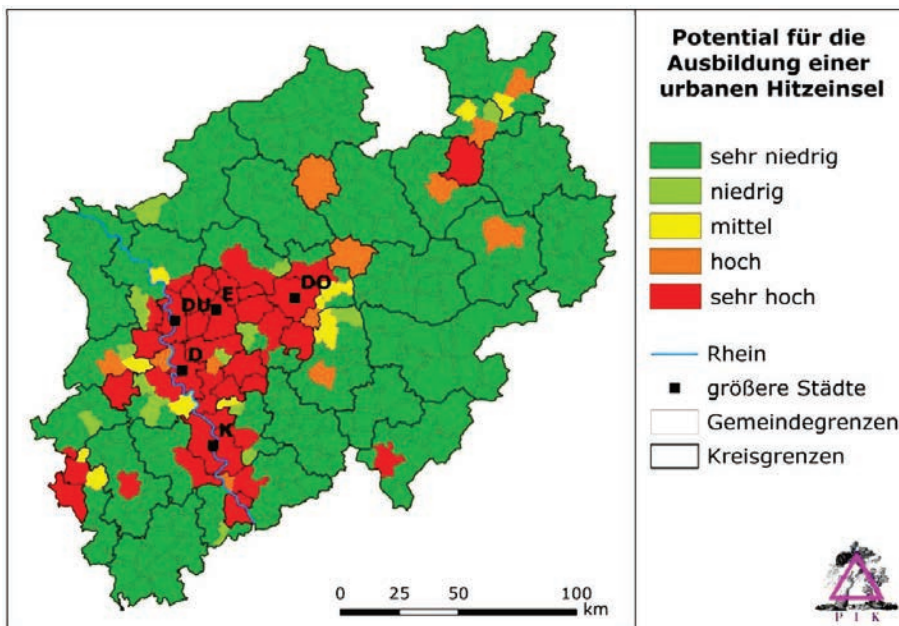 Potential für die
Ausbildung einer
urbanen Hitzeinsel
sehr niedrig
niedrig
mittel
hoch
sehr hoch
Rhein
größere Städte
Gemeindegrenzen
Kreisgrenzen
DO
E
DU
D
K
0 25 50 100
km
P I K